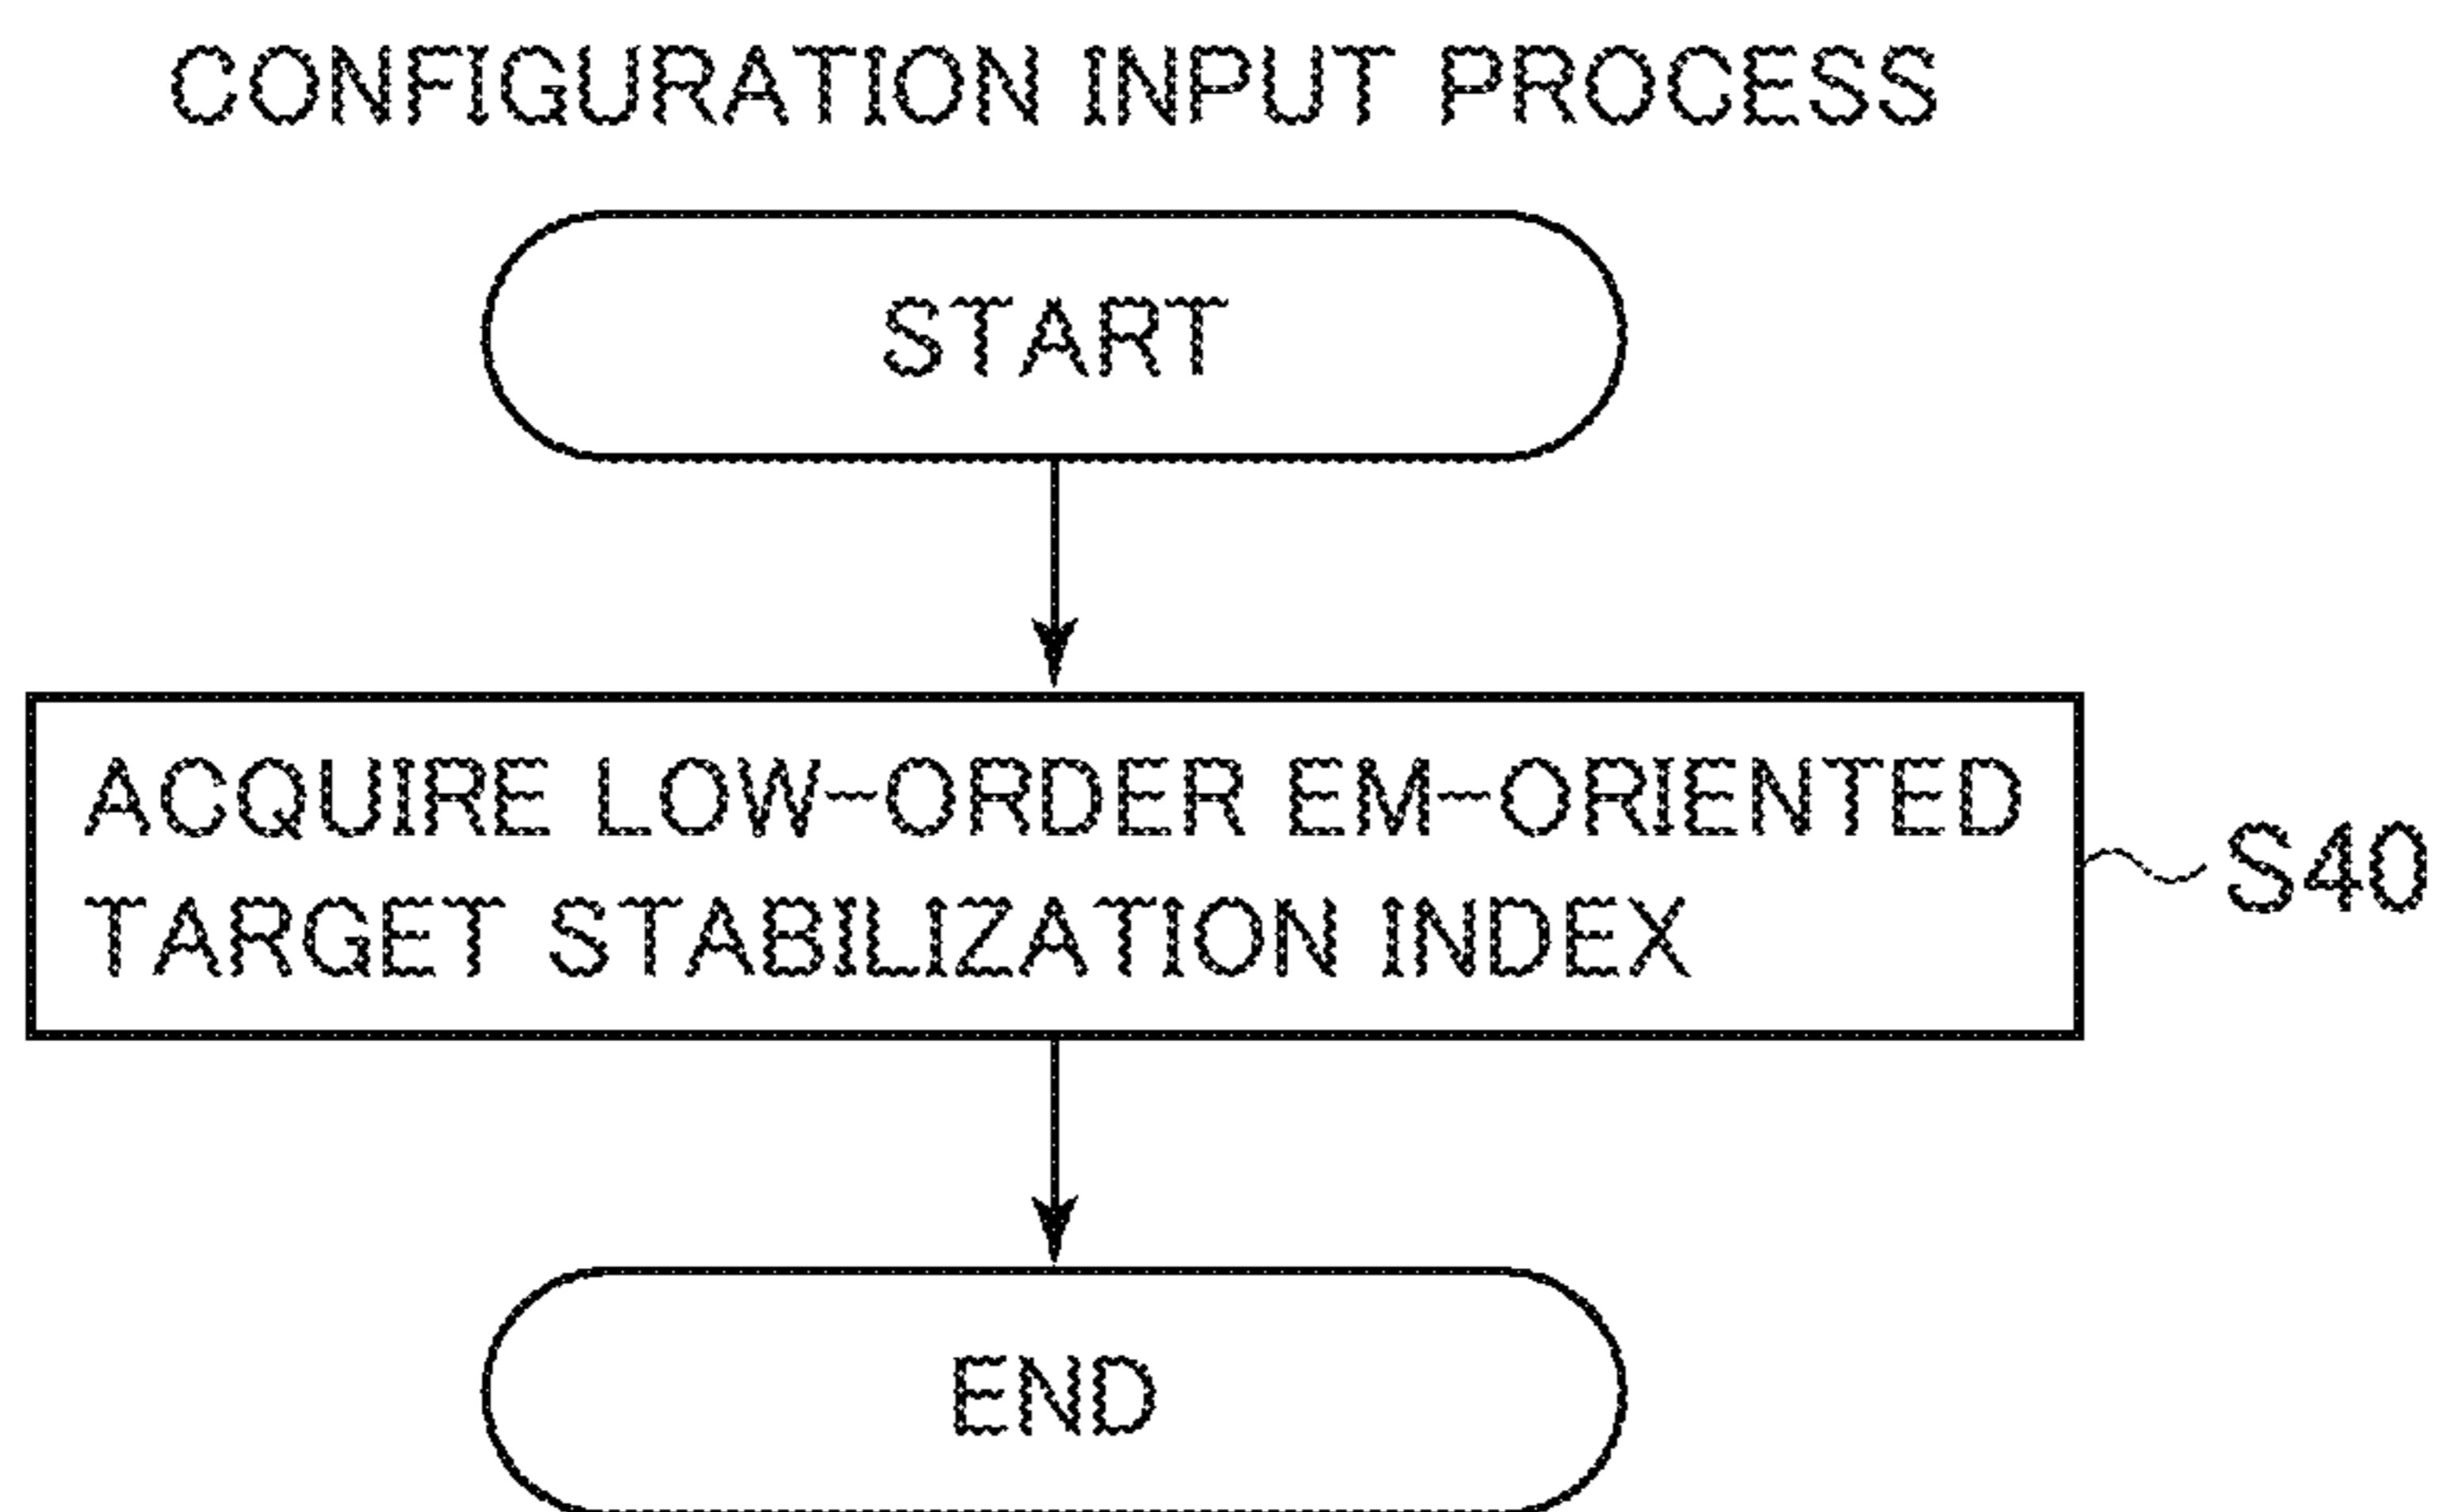 CONFIGURATION INPUT PROCESS
START
ACQUIRE LOW-ORDER EM-ORIENTED
TARGET STABILIZATION INDEX
S40
END